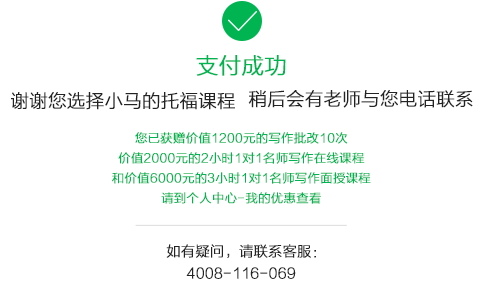 支付成功
谢谢您选择小马的托福课程 稍后会有老师与您电话联系
您已获赠价值1200元的写作批改10次
价值2000元的2小时1对1名师写作在线课程
和价值6000元的3小时1对1名师写作面授课程
请到个人中心-我的优惠查看
如有疑问，请联系客服：
4008-116-069